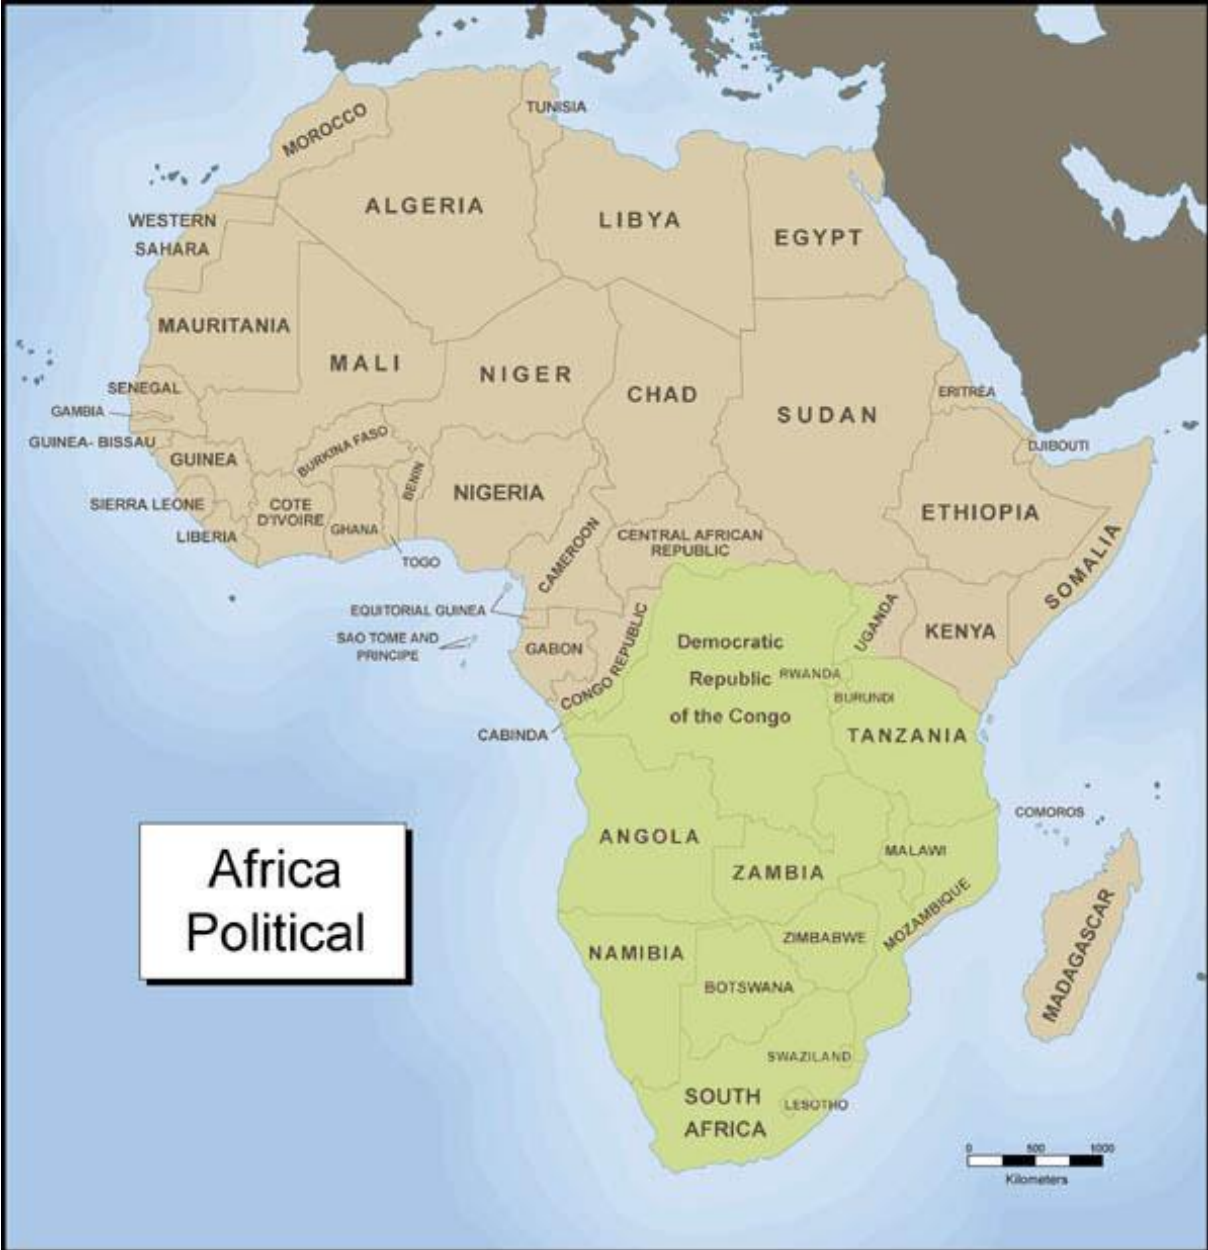 TUNISIA
MOROCCO
ALGERIA
LIBYA
EGYPT
WESTERN
SAHARA
MAURITANIA
MALI
NIGER
CHAD
SUDAN
ERITREA
SENEGAL
GAMBIA
GUINEA- BISSAU
GUINEA
BURKINA FASO
BENIN
NIGERIA
DJIBOUTI
SIERRA LEONE
COTE
D'IVOIRE
GHANA
LIBERIA
TOGO
CAMEROON
CENTRAL AFRICAN
REPUBLIC
ETHIOPIA
SOMALIA
EQUITORIAL GUINEA
SAO TOME AND
PRINCIPE
GABON
CONGO REPUBLIC
UGANDA
KENYA
Democratic
Republic
of the Congo
RWANDA
BURUNDI
TANZANIA
CABINDA
COMOROS
ANGOLA
ZAMBIA
MALAWI
MOZAMBIQUE
ZIMBABWE
NAMIBIA
BOTSWANA
MADAGASCAR
SWAZILAND
SOUTH
AFRICA
LESOTHO
Africa
Political
0 500 1000
Kilometers